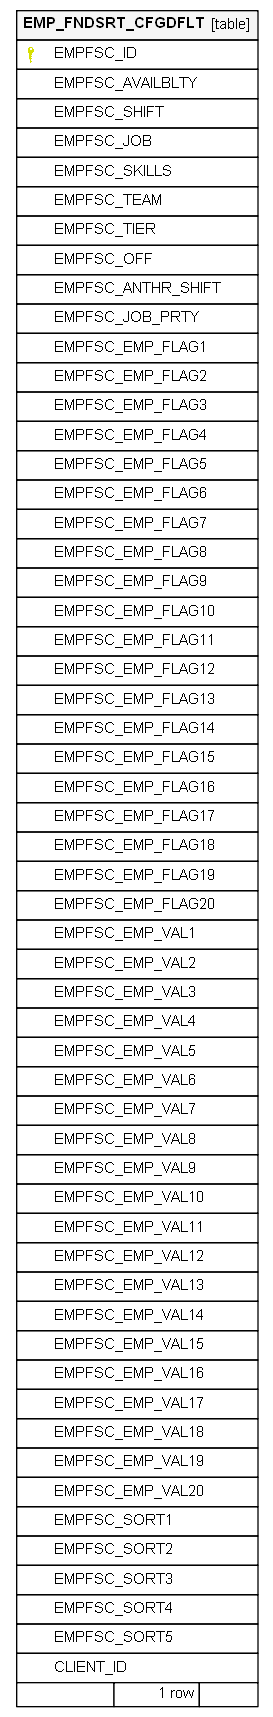 EMP_FNDSRT_CFGDFLT [table]
EMPFSC_ID
EMPFSC_AVAILBLTY
EMPFSC_SHIFT
EMPFSC_JOB
EMPFSC_SKILLS
EMPFSC_TEAM
EMPFSC_TIER
EMPFSC_OFF
EMPFSC_ANTHR_SHIFT
EMPFSC_JOB_PRTY
EMPFSC_EMP_FLAG1
EMPFSC_EMP_FLAG2
EMPFSC_EMP_FLAG3
EMPFSC_EMP_FLAG4
EMPFSC_EMP_FLAG5
EMPFSC_EMP_FLAG6
EMPFSC_EMP_FLAG7
EMPFSC_EMP_FLAG8
EMPFSC_EMP_FLAG9
EMPFSC_EMP_FLAG10
EMPFSC_EMP_FLAG11
EMPFSC_EMP_FLAG12
EMPFSC_EMP_FLAG13
EMPFSC_EMP_FLAG14
EMPFSC_EMP_FLAG15
EMPFSC_EMP_FLAG16
EMPFSC_EMP_FLAG17
EMPFSC_EMP_FLAG18
EMPFSC_EMP_FLAG19
EMPFSC_EMP_FLAG20
EMPFSC_EMP_VAL1
EMPFSC_EMP_VAL2
EMPFSC_EMP_VAL3
EMPFSC_EMP_VAL4
EMPFSC_EMP_VAL5
EMPFSC_EMP_VAL6
EMPFSC_EMP_VAL7
EMPFSC_EMP_VAL8
EMPFSC_EMP_VAL9
EMPFSC_EMP_VAL10
EMPFSC_EMP_VAL11
EMPFSC_EMP_VAL12
EMPFSC_EMP_VAL13
EMPFSC_EMP_VAL14
EMPFSC_EMP_VAL15
EMPFSC_EMP_VAL16
EMPFSC_EMP_VAL17
EMPFSC_EMP_VAL18
EMPFSC_EMP_VAL19
EMPFSC_EMP_VAL20
EMPFSC_SORT1
EMPFSC_SORT2
EMPFSC_SORT3
EMPFSC_SORT4
EMPFSC_SORT5
CLIENT_ID
1 row